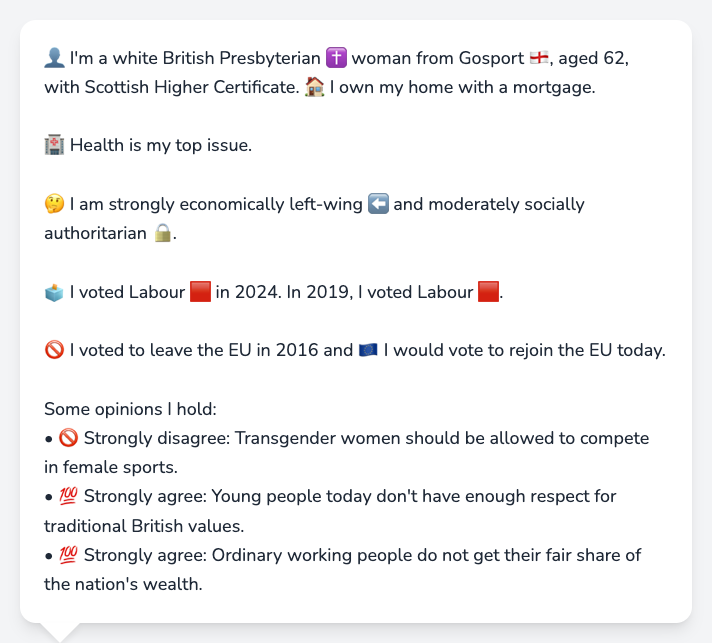 👤 I'm a white British Presbyterian ✝️ woman from Gosport 🏴󠁧󠁢󠁥󠁮󠁧󠁿, aged 62,
with Scottish Higher Certificate. 🏠 I own my home with a mortgage.
🏥 Health is my top issue.
🤔 I am strongly economically left-wing ⬅️ and moderately socially
authoritarian 🔒.
🗳️ I voted Labour 🟥 in 2024. In 2019, I voted Labour 🟥.
🚫 I voted to leave the EU in 2016 and 🇪🇺 I would vote to rejoin the EU today.
Some opinions I hold:
• 🚫 Strongly disagree: Transgender women should be allowed to compete
in female sports.
• 💯 Strongly agree: Young people today don't have enough respect for
traditional British values.
• 💯 Strongly agree: Ordinary working people do not get their fair share of
the nation's wealth.